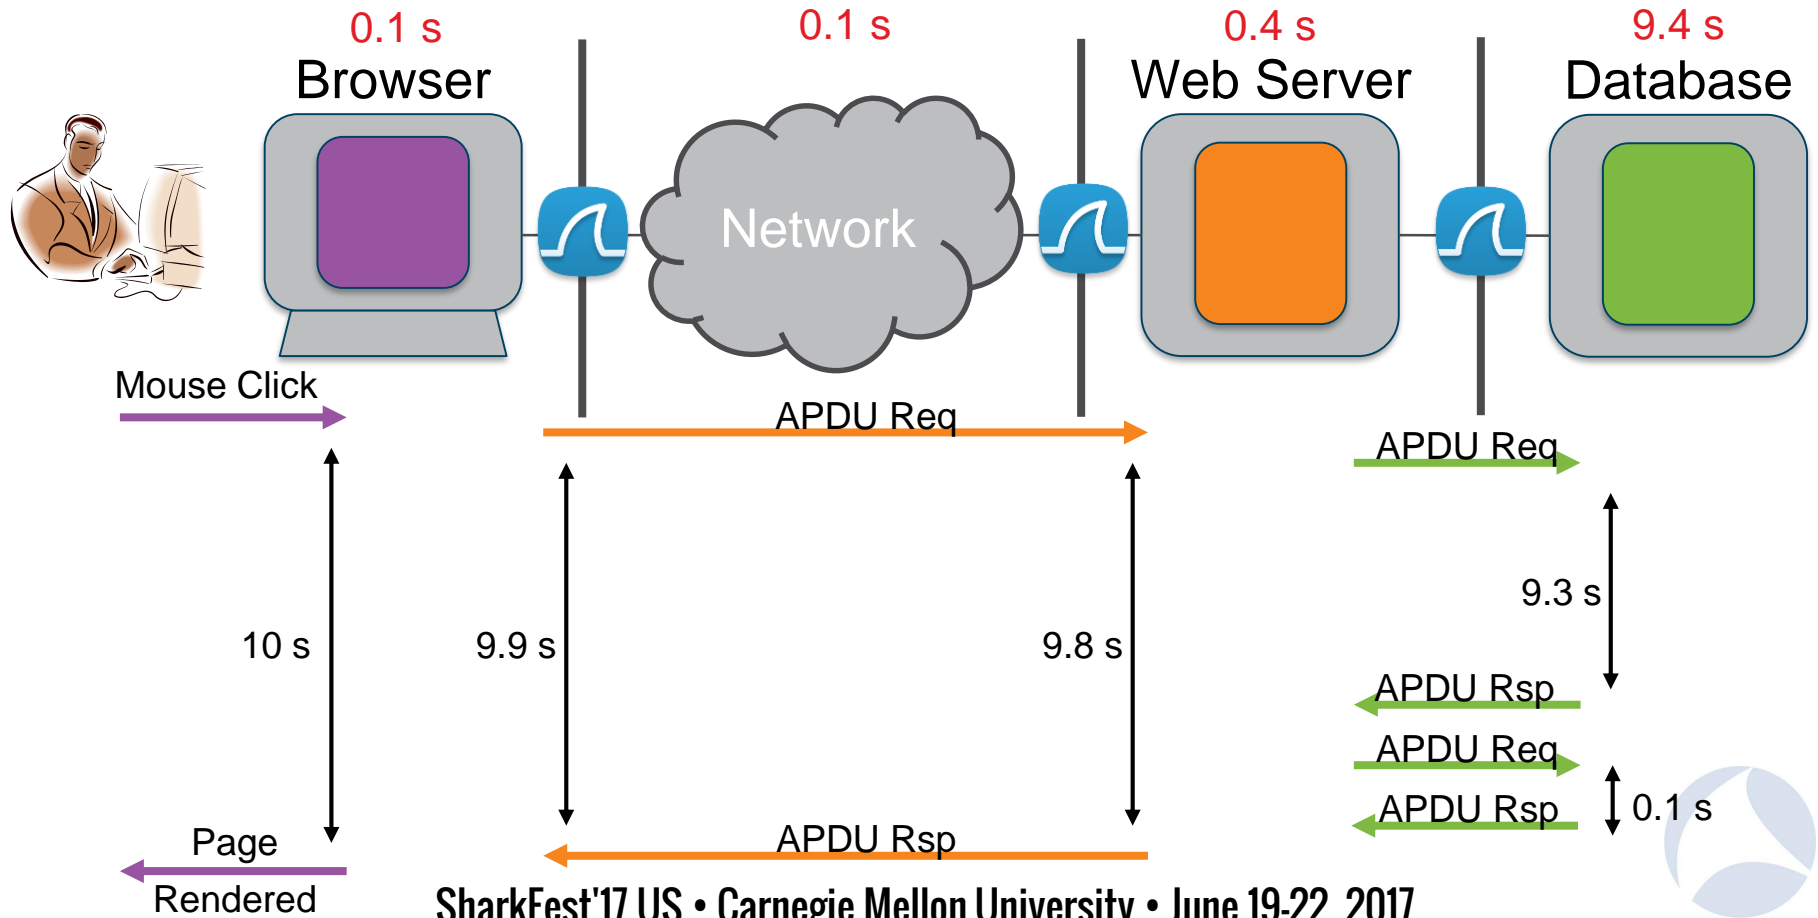 0.1 s
0.1 s
0.4 s
9.4 s
Browser
Web Server
Database
Network
Mouse Click
APDU Req
APDU Req
9.3 s
10 s
9.9 s
9.8 s
APDU Rsp
APDU Req
APDU Rsp
0.1 s
Page
Rendered
APDU Rsp
SharkFest'17 US • Carnegie Mellon University • June 19-22, 2017